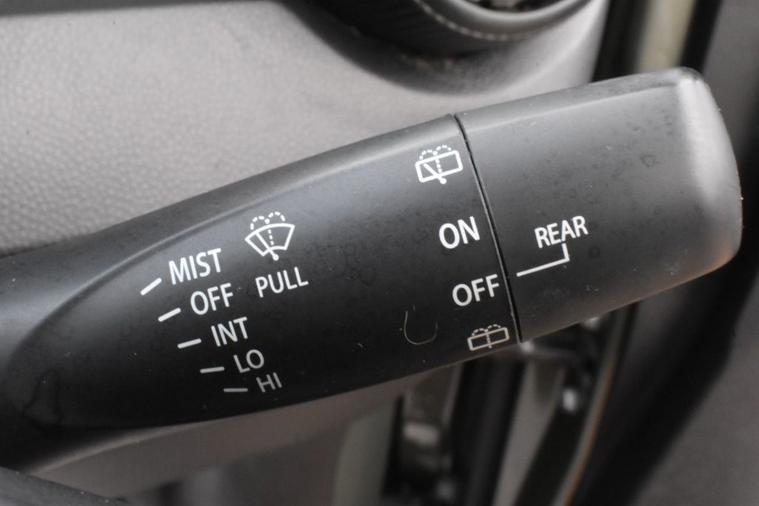 MIST
OFF
INT
LO
HI
PULL
ON
OFF
REAR